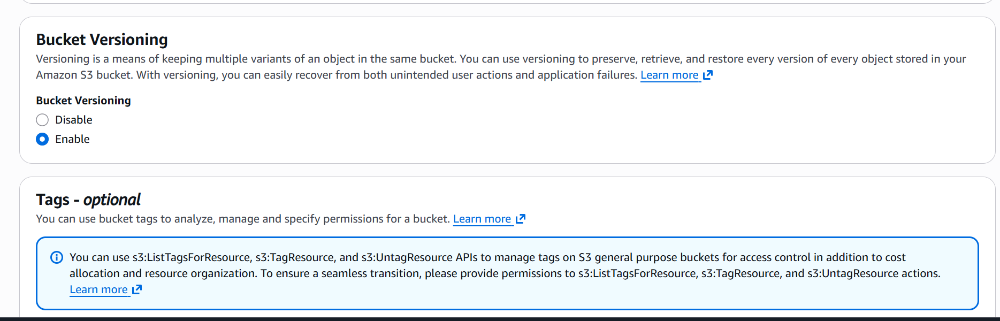 Bucket Versioning
Versioning is a means of keeping multiple variants of an object in the same bucket. You can use versioning to preserve, retrieve, and restore every version of every object stored in your
Amazon S3 bucket. With versioning, you can easily recover from both unintended user actions and application failures. Learn more
Bucket Versioning
Disable
Enable
Tags - optional
You can use bucket tags to analyze, manage and specify permissions for a bucket. Learn more
You can use s3:ListTagsForResource, s3:TagResource, and s3:UntagResource APIs to manage tags on S3 general purpose buckets for access control in addition to cost
allocation and resource organization. To ensure a seamless transition, please provide permissions to s3:ListTagsForResource, s3:TagResource, and s3:UntagResource actions.
Learn more